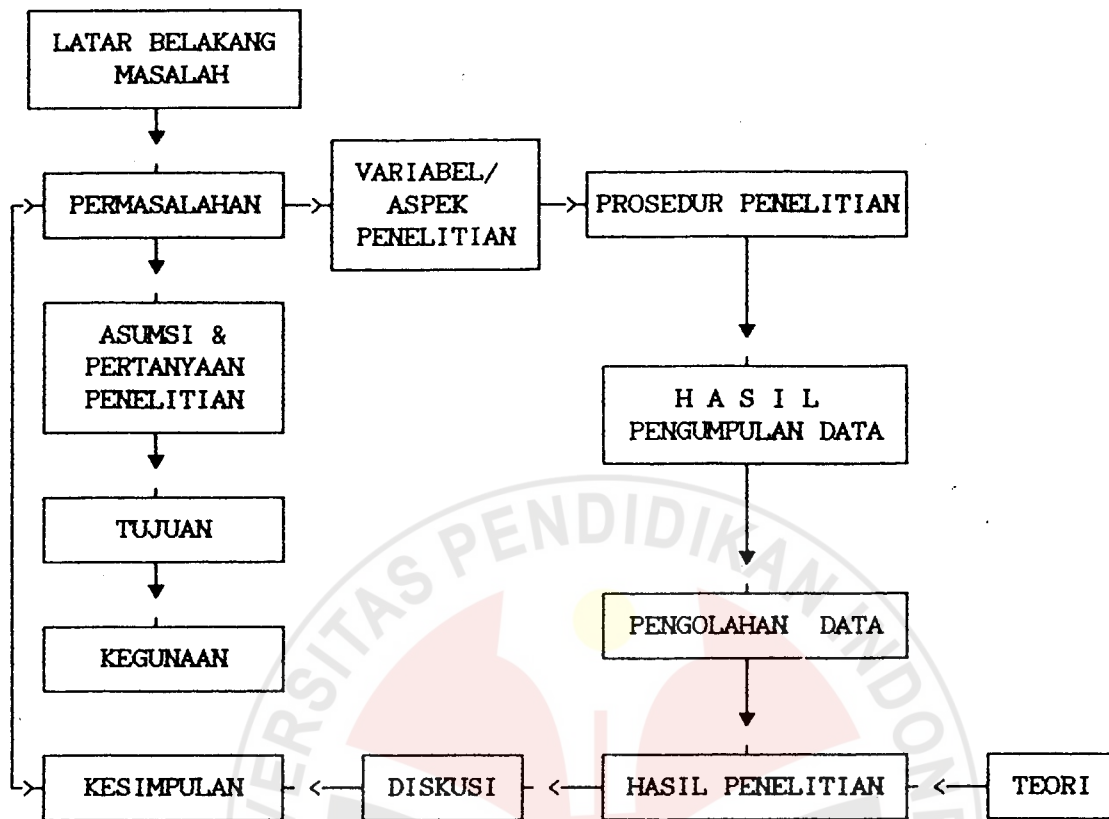 LATAR BELAKANG
MASALAH
PERMASALAHAN
VARIABEL/
ASPEK
PENELITIAN
PROSEDUR PENELITIAN
ASUMSI &
PERTANYAAN
PENELITIAN
H A S I L
PENGUMPULAN DATA
TUJUAN
PENGOLAHAN DATA
KEGUNAAN
KESIMPULAN
DISKUSI
HASIL PENELITIAN
TEORI